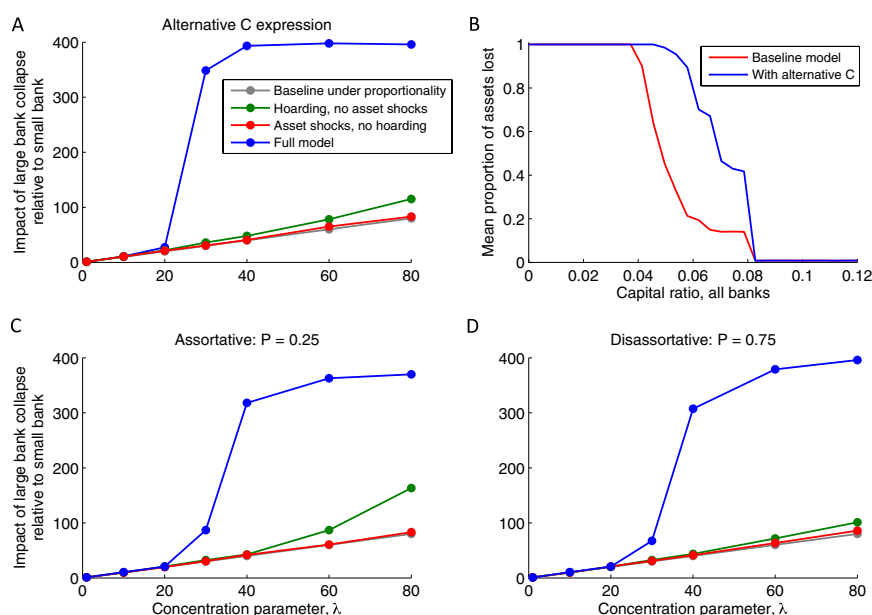 A
Alternative C expression
400
300
200
100
0
0
20
40
60
80
Impact of large bank collapse
relative to small bank
Baseline under proportionality
Hoarding, no asset shocks
Asset shocks, no hoarding
Full model
B
1
0.8
0.6
0.4
0.2
0
0
0.02
0.04
0.06
0.08
0.1
0.12
Mean proportion of assets lost
Capital ratio, all banks
Baseline model
With alternative C
C
Assortative: P = 0.25
400
300
200
100
0
0
20
40
60
80
Impact of large bank collapse
relative to small bank
Concentration parameter, λ
D
Disassortative: P = 0.75
400
300
200
100
0
0
20
40
60
80
Concentration parameter, λ